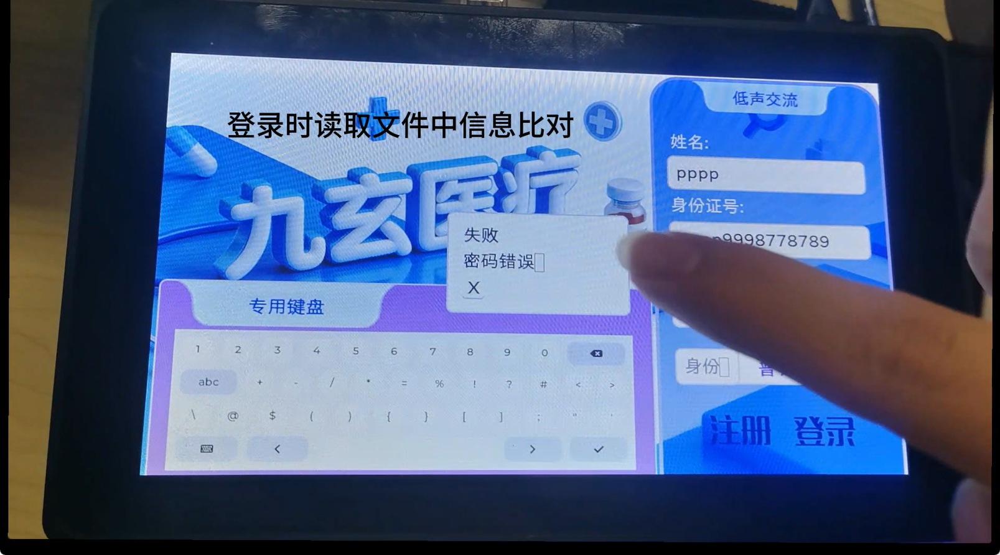 登录时读取文件中信息比对
九玄医疗
低声交流
姓名:
pppp
身份证号:
9998778789
失败
密码错误
X
专用键盘
1 2 3 4 5 6 7 8 9 0
abc + - / * = % ! ? # < >
\ @ $ ( ) { } [ ] ; " '
身份
注册 登录